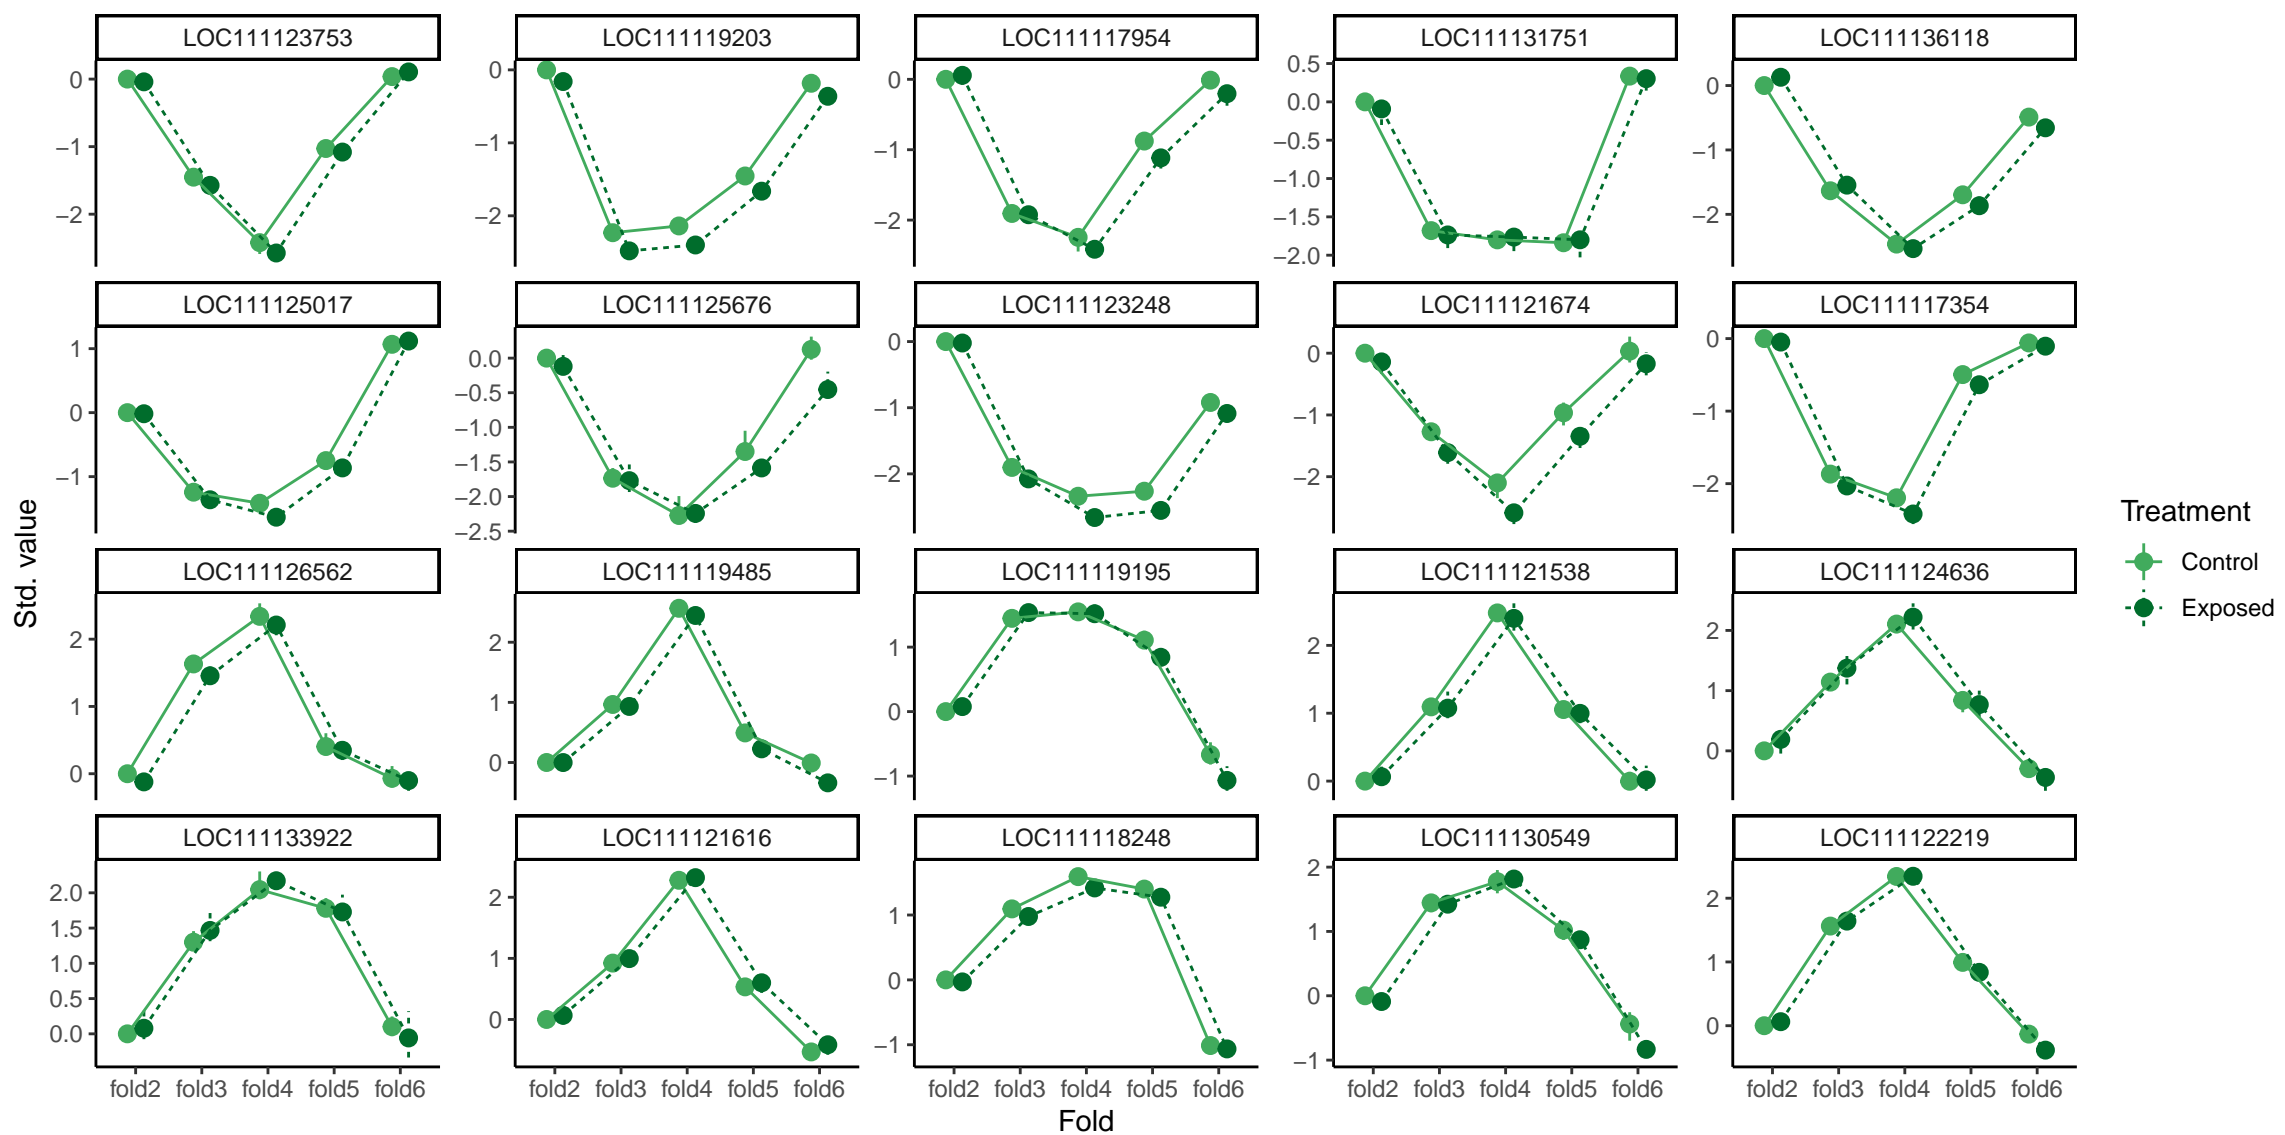 LOC111123753 LOC111119203 LOC111117954 LOC111131751 LOC111136118
0 0 0 0.5 0
−1 −1 −1 0.0 −1
−2 −2 −2 −0.5 −2
−1.0
−1.5
−2.0
LOC111125017 LOC111125676 LOC111123248 LOC111121674 LOC111117354
1 0.0 0 0 0
0 −0.5 −1 −1 −1
−1 −1.0 −2 −2 −2
−1.5
−2.0
−2.5
Std. value
Treatment
Control
Exposed
LOC111126562 LOC111119485 LOC111119195 LOC111121538 LOC111124636
2 2 1 2 2
1 1 0 1 1
0 0 −1 0 0
LOC111133922 LOC111121616 LOC111118248 LOC111130549 LOC111122219
2.0 2 1 2 2
1.5 1 0 1 1
1.0 0 −1 0 0
0.5 −1
0.0
fold2 fold3 fold4 fold5 fold6 fold2 fold3 fold4 fold5 fold6 fold2 fold3 fold4 fold5 fold6 fold2 fold3 fold4 fold5 fold6 fold2 fold3 fold4 fold5 fold6
Fold